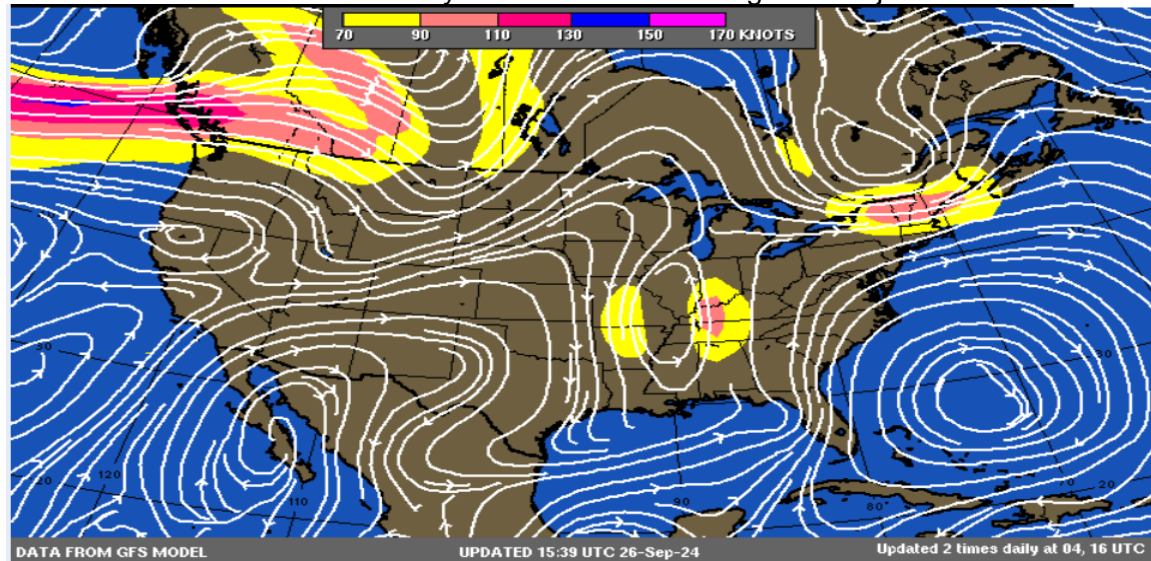 70 90 110 130 150 170 KNOTS
30
30
120
20
110
90
80°
70
20
DATA FROM GFS MODEL
UPDATED 15:39 UTC 26-Sep-24
Updated 2 times daily at 04, 16 UTC